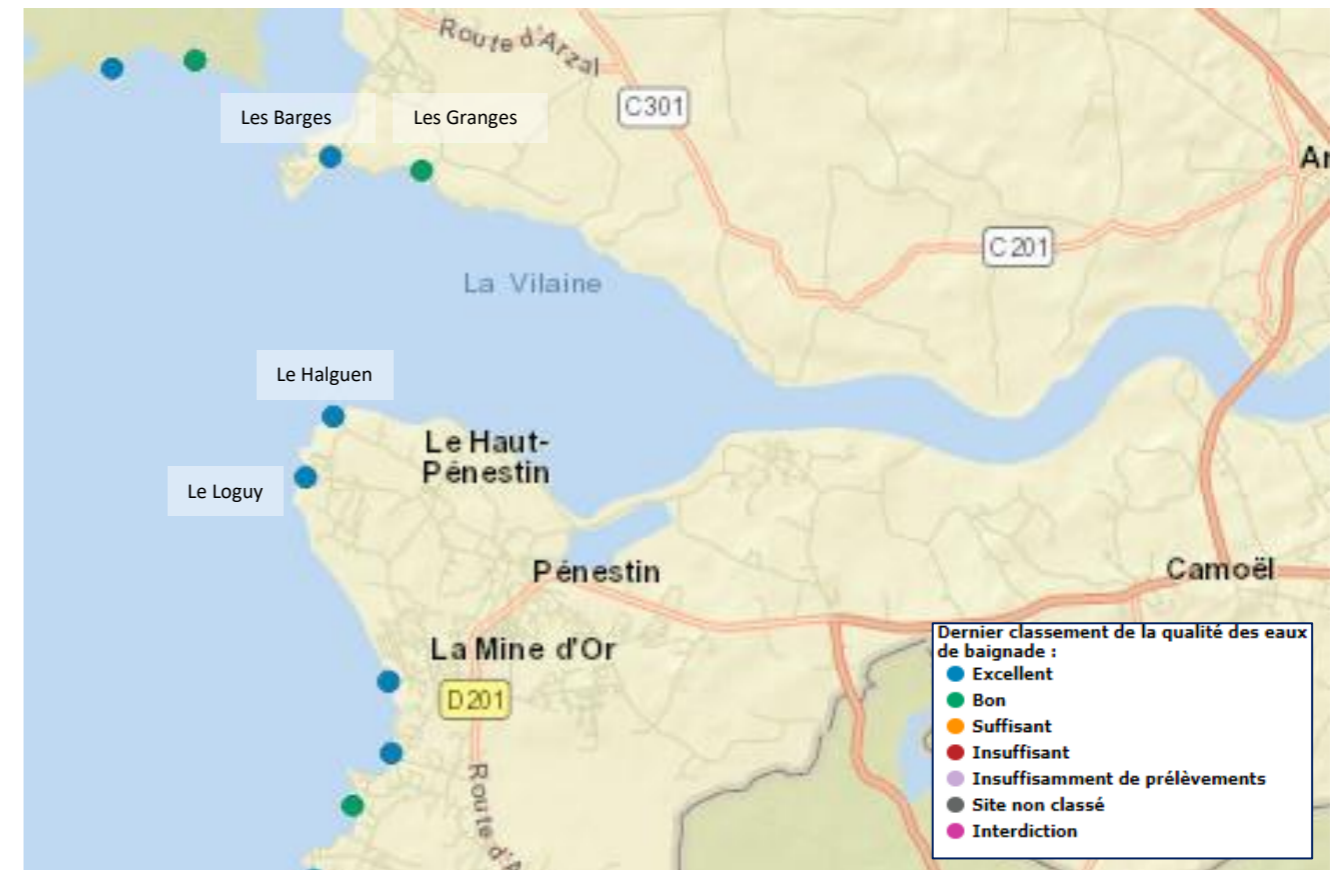 Route d'Arzal
Les Barges
Les Granges
C301
Ar
C201
La Vilaine
Le Halguen
Le Haut-
Pénestin
Le Loguy
Pénestin
Camoël
La Mine d'Or
D201
Route d'A
Dernier classement de la qualité des eaux
de baignade :
Excellent
Bon
Suffisant
Insuffisant
Insuffisamment de prélèvements
Site non classé
Interdiction